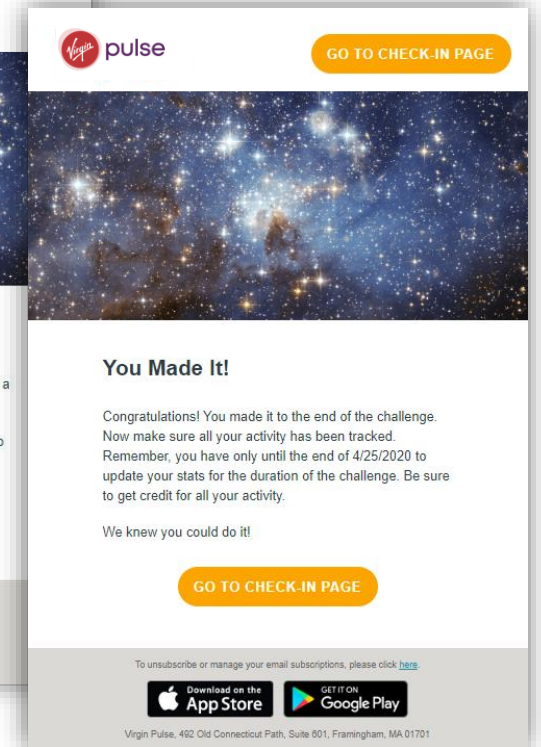 Virgin pulse
GO TO CHECK-IN PAGE
You Made It!
Congratulations! You made it to the end of the challenge.
Now make sure all your activity has been tracked.
Remember, you have only until the end of 4/25/2020 to
update your stats for the duration of the challenge. Be sure
to get credit for all your activity.
We knew you could do it!
GO TO CHECK-IN PAGE
To unsubscribe or manage your email subscriptions, please click here.
Download on the
App Store
GET IT ON
Google Play
Virgin Pulse, 492 Old Connecticut Path, Suite 601, Framingham, MA 01701
a